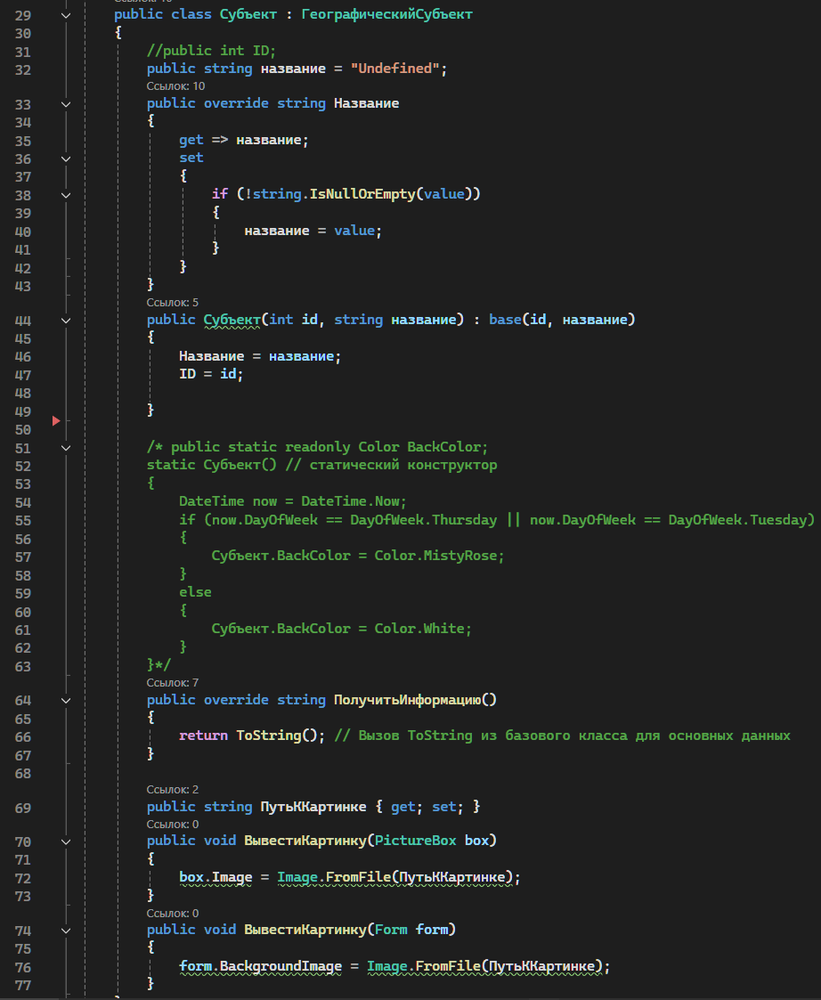 29 public class Субъект : ГеографическийСубъект
30 {
31 //public int ID;
32 public string название = "Undefined";
Ссылок: 10
33 public override string Название
34 {
35 get => название;
36 set
37 {
38 if (!string.IsNullOrEmpty(value))
39 {
40 название = value;
41 }
42 }
43 }
Ссылок: 5
44 public Субъект(int id, string название) : base(id, название)
45 {
46 Название = название;
47 ID = id;
48
49 }
50
51 /* public static readonly Color BackColor;
52 static Субъект() // статический конструктор
53 {
54 DateTime now = DateTime.Now;
55 if (now.DayOfWeek == DayOfWeek.Thursday || now.DayOfWeek == DayOfWeek.Tuesday)
56 {
57 Субъект.BackColor = Color.MistyRose;
58 }
59 else
60 {
61 Субъект.BackColor = Color.White;
62 }
63 }*/
Ссылок: 7
64 public override string ПолучитьИнформацию()
65 {
66 return ToString(); // Вызов ToString из базового класса для основных данных
67 }
68
Ссылок: 2
69 public string ПутьККартинке { get; set; }
Ссылок: 0
70 public void ВывестиКартинку(PictureBox box)
71 {
72 box.Image = Image.FromFile(ПутьККартинке);
73 }
Ссылок: 0
74 public void ВывестиКартинку(Form form)
75 {
76 form.BackgroundImage = Image.FromFile(ПутьККартинке);
77 }